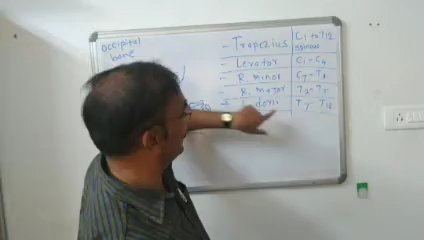 Occipital
bone
- Trapezius C1 to T12
spinous
- Levator C1 - C4
- R. minor C7 - T1
- R. major T2 - T5
dorsi T7 - T12